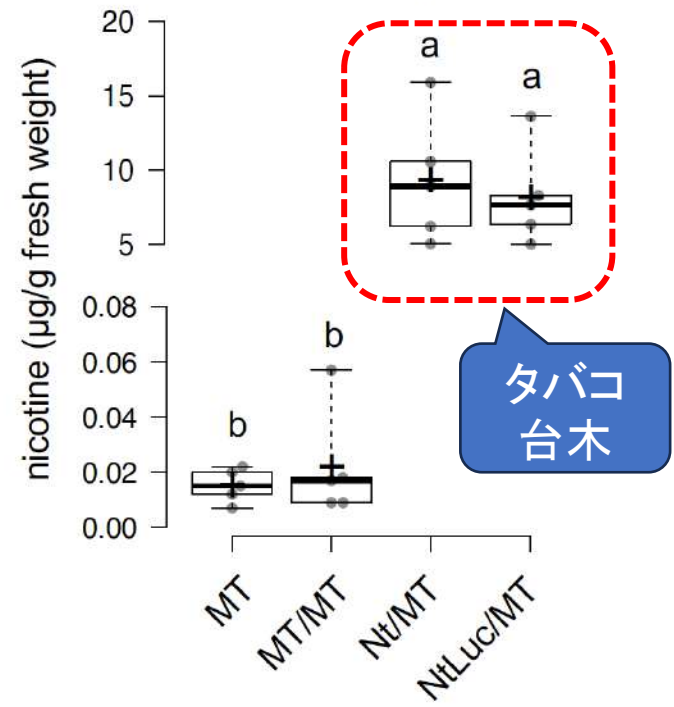 nicotine (μg/g fresh weight)
20
15
10
5
0.08
0.06
0.04
0.02
0.00
a
a
b
b
タバコ
台木
MT
MT/MT
Nt/MT
NtLuc/MT